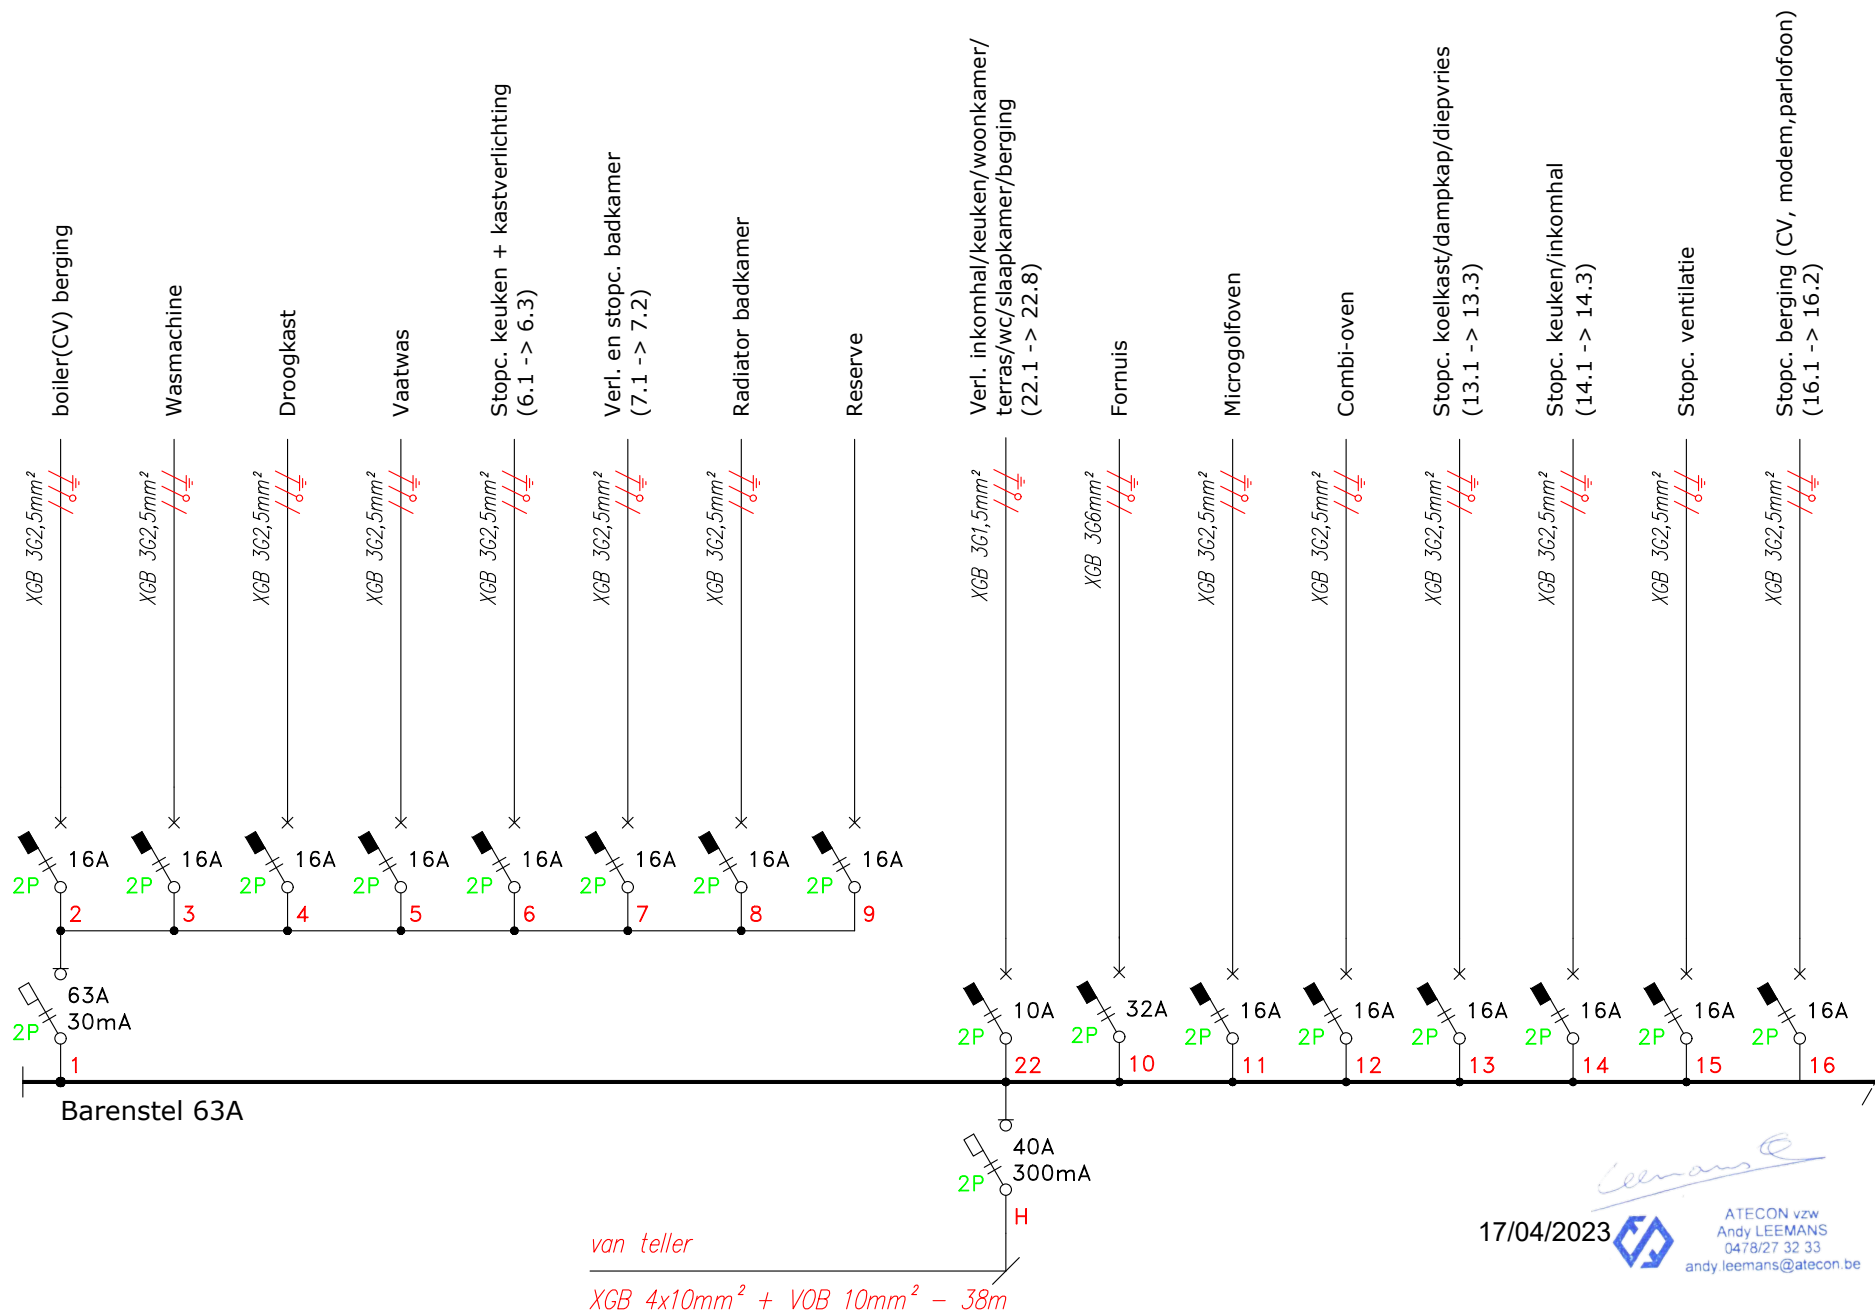 boiler(CV) berging
Wasmachine
Droogkast
Vaatwas
Stopc. keuken + kastverlichting
(6.1 -> 6.3)
Verl. en stopc. badkamer
(7.1 -> 7.2)
Radiator badkamer
Reserve
Verl. inkomhal/keuken/woonkamer/
terras/wc/slaapkamer/berging
(22.1 -> 22.8)
Fornuis
Microgolfoven
Combi-oven
Stopc. koelkast/dampkap/diepvries
(13.1 -> 13.3)
Stopc. keuken/inkomhal
(14.1 -> 14.3)
Stopc. ventilatie
Stopc. berging (CV, modem,parlofoon)
(16.1 -> 16.2)
XGB 3G2,5mm²
XGB 3G2,5mm²
XGB 3G2,5mm²
XGB 3G2,5mm²
XGB 3G2,5mm²
XGB 3G2,5mm²
XGB 3G2,5mm²
XGB 3G1,5mm²
XGB 3G6mm²
XGB 3G2,5mm²
XGB 3G2,5mm²
XGB 3G2,5mm²
XGB 3G2,5mm²
XGB 3G2,5mm²
XGB 3G2,5mm²
16A
2P
2
16A
2P
3
16A
2P
4
16A
2P
5
16A
2P
6
16A
2P
7
16A
2P
8
16A
2P
9
63A
30mA
2P
1
10A
2P
22
32A
2P
10
16A
2P
11
16A
2P
12
16A
2P
13
16A
2P
14
16A
2P
15
16A
2P
16
Barenstel 63A
40A
300mA
2P
H
van teller
XGB 4x10mm² + VOB 10mm² - 38m
Leemans
17/04/2023
ATECON vzw
Andy LEEMANS
0478/27 32 33
andy.leemans@atecon.be